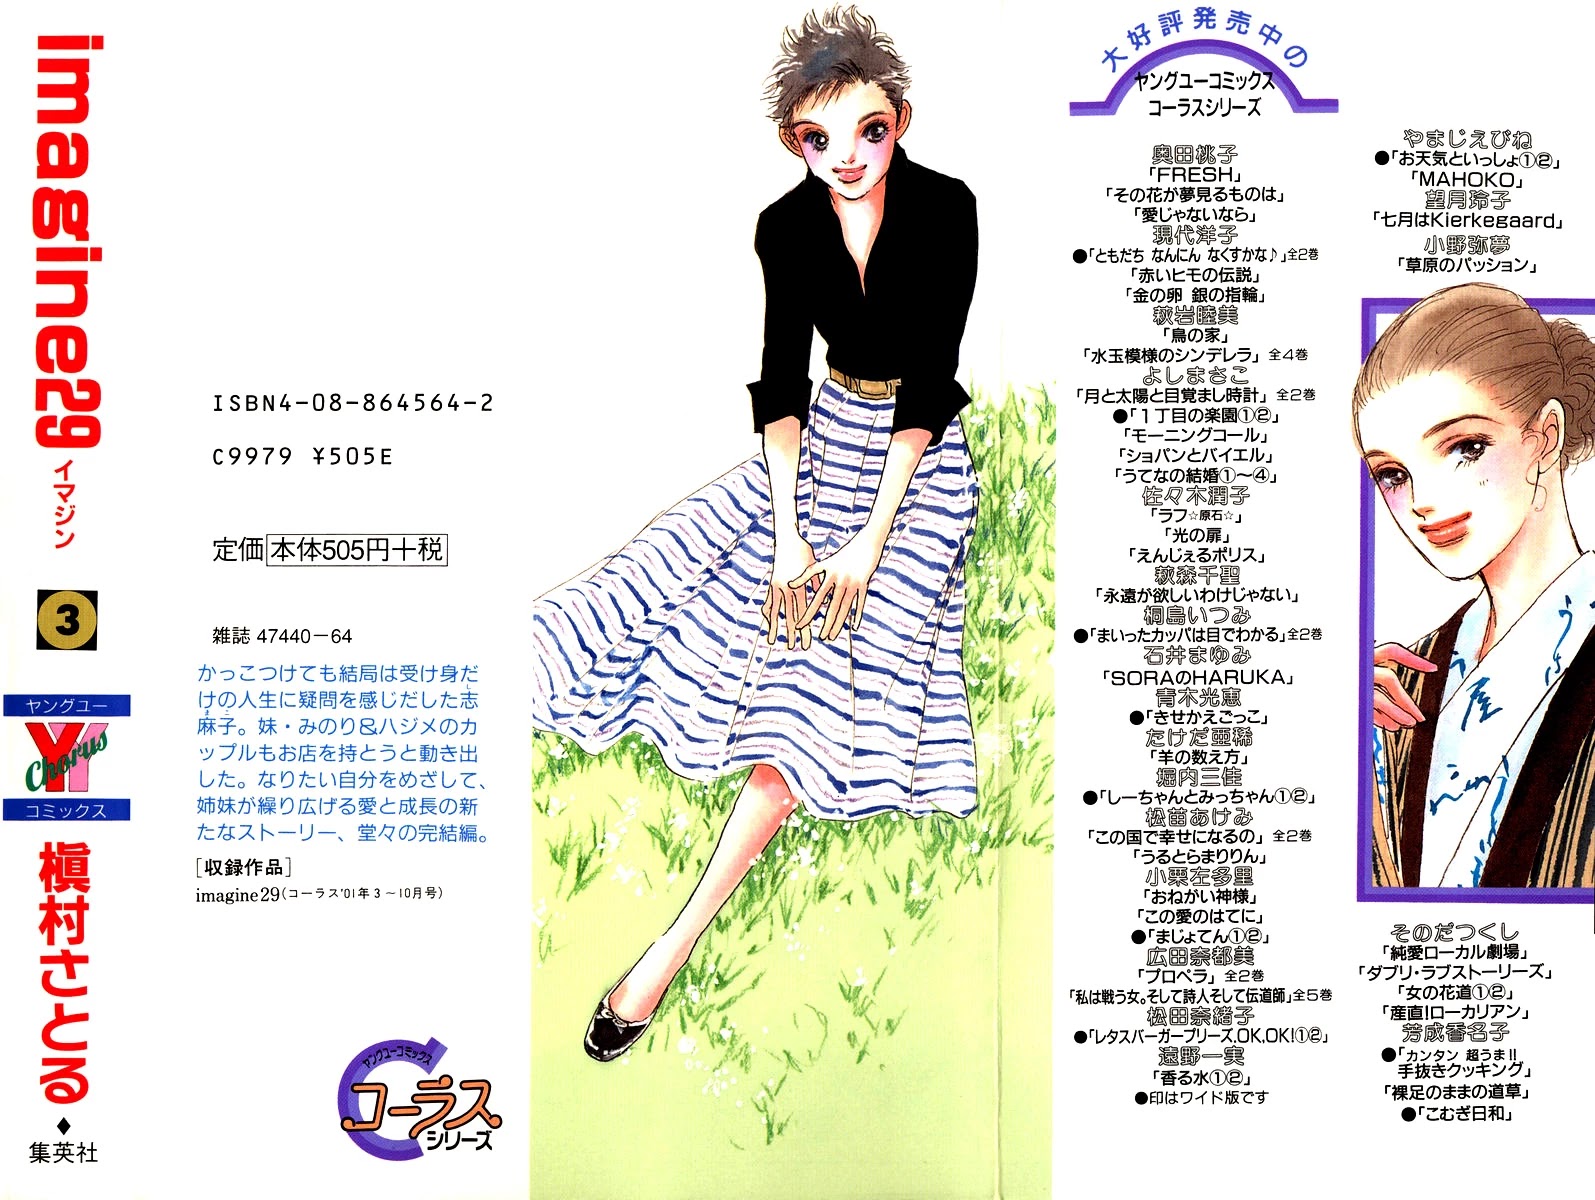 imagine29
イマジン
3
ヤングユー
YY
Chorus
コミックス
槇村さとる
◆
集英社
ISBN4-08-864564-2
C9979 ¥505E
定価 本体505円+税
雑誌 47440-64
かっこつけても結局は受け身だ
けの人生に疑問を感じだした志
麻子。妹・みのり&ハジメのカ
ップルもお店を持とうと動き出
した。なりたい自分をめざして、
姉妹が繰り広げる愛と成長の新
たなストーリー、堂々の完結編。
[収録作品]
imagine29(コーラス'01年3～10月号)
ヤングユーコミックス
コーラス
シリーズ
大好評発売中の
ヤングユーコミックス
コーラスシリーズ
奥田桃子
「FRESH」
「その花が夢見るものは」
「愛じゃないなら」
現代洋子
●「ともだち なんにん なくすかな♪」全2巻
「赤いヒモの伝説」
「金の卵 銀の指輪」
萩岩睦美
「鳥の家」
「水玉模様のシンデレラ」全4巻
よしまさこ
「月と太陽と目覚まし時計」全2巻
●「1丁目の楽園①②」
「モーニングコール」
「ショパンとバイエル」
「うてなの結婚①～④」
佐々木潤子
「ラフ☆原石☆」
「光の扉」
「えんじぇるポリス」
萩森千聖
「永遠が欲しいわけじゃない」
桐島いつみ
●「まいったカッパは目でわかる」全2巻
石井まゆみ
「SORAのHARUKA」
青木光恵
●「きせかえごっこ」
たけだ亜稀
「羊の数え方」
堀内三佳
●「しーちゃんとみっちゃん①②」
松苗あけみ
「この国で幸せになるの」全2巻
「うるとらまりりん」
小栗左多里
「おねがい神様」
「この愛のはてに」
●「まじょてん①②」
広田奈都美
「プロペラ」全2巻
「私は戦う女。そして詩人そして伝道師」全5巻
松田奈緒子
●「レタスバーガープリーズ.OK,OK!①②」
遠野一実
「香る水①②」
●印はワイド版です
やまじえびね
●「お天気といっしょ①②」
「MAHOKO」
望月玲子
「七月はKierkegaard」
小野弥夢
「草原のパッション」
そのだつくし
「純愛ローカル劇場」
「ダブリ・ラブストーリーズ」
「女の花道①②」
「産直!ローカリアン」
芳成香名子
●「カンタン 超うま!!
手抜きクッキング」
「裸足のままの道草」
●「こむぎ日和」